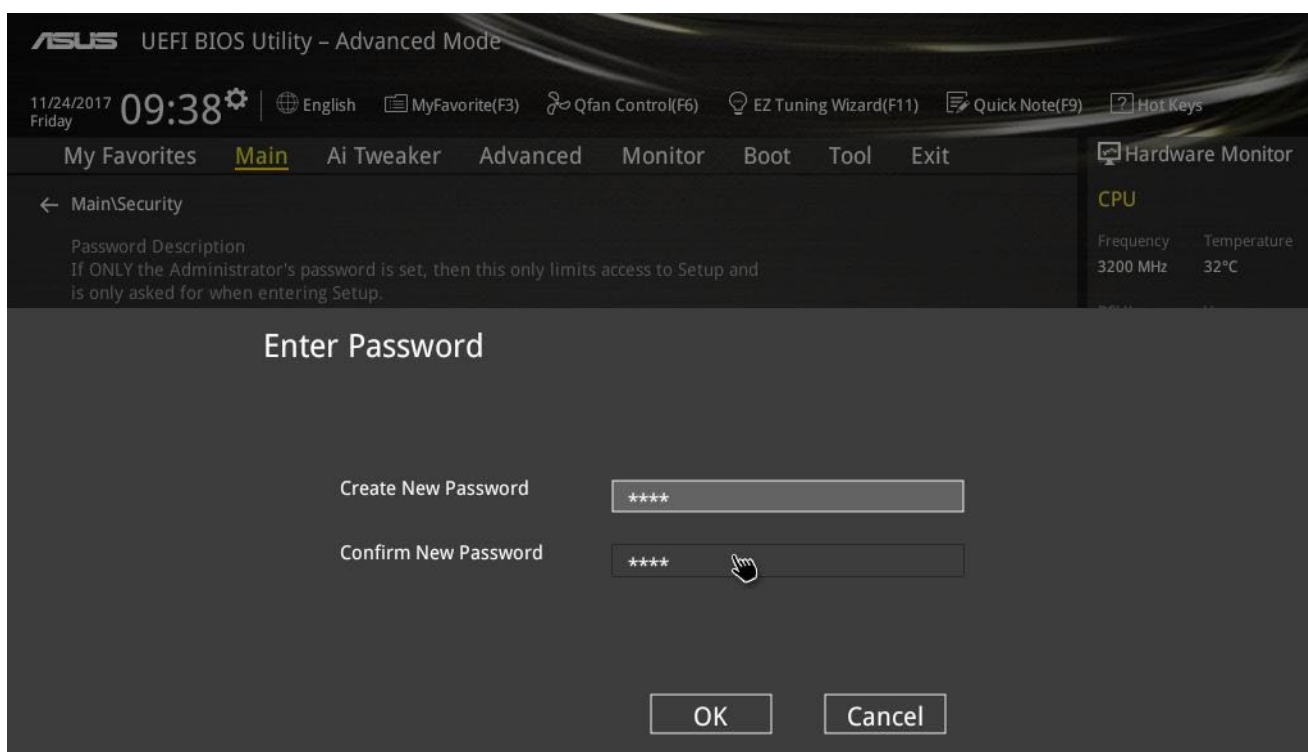 ASUS UEFI BIOS Utility – Advanced Mode
11/24/2017 Friday 09:38 English MyFavorite(F3) Qfan Control(F6) EZ Tuning Wizard(F11) Quick Note(F9) ? Hot Keys
My Favorites Main Ai Tweaker Advanced Monitor Boot Tool Exit Hardware Monitor
← Main\Security
CPU
Password Description
If ONLY the Administrator's password is set, then this only limits access to Setup and
is only asked for when entering Setup.
Frequency Temperature
3200 MHz 32°C
Enter Password
Create New Password ****
Confirm New Password ****
OK Cancel